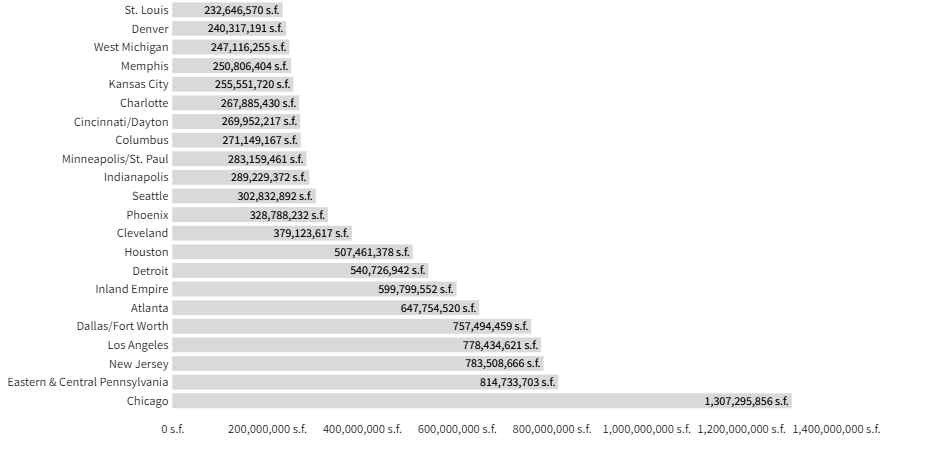 St. Louis 232,646,570 s.f.
Denver 240,317,191 s.f.
West Michigan 247,116,255 s.f.
Memphis 250,806,404 s.f.
Kansas City 255,551,720 s.f.
Charlotte 267,885,430 s.f.
Cincinnati/Dayton 269,952,217 s.f.
Columbus 271,149,167 s.f.
Minneapolis/St. Paul 283,159,461 s.f.
Indianapolis 289,229,372 s.f.
Seattle 302,832,892 s.f.
Phoenix 328,788,232 s.f.
Cleveland 379,123,617 s.f.
Houston 507,461,378 s.f.
Detroit 540,726,942 s.f.
Inland Empire 599,799,552 s.f.
Atlanta 647,754,520 s.f.
Dallas/Fort Worth 757,494,459 s.f.
Los Angeles 778,434,621 s.f.
New Jersey 783,508,666 s.f.
Eastern & Central Pennsylvania 814,733,703 s.f.
Chicago 1,307,295,856 s.f.
0 s.f. 200,000,000 s.f. 400,000,000 s.f. 600,000,000 s.f. 800,000,000 s.f. 1,000,000,000 s.f. 1,200,000,000 s.f. 1,400,000,000 s.f.